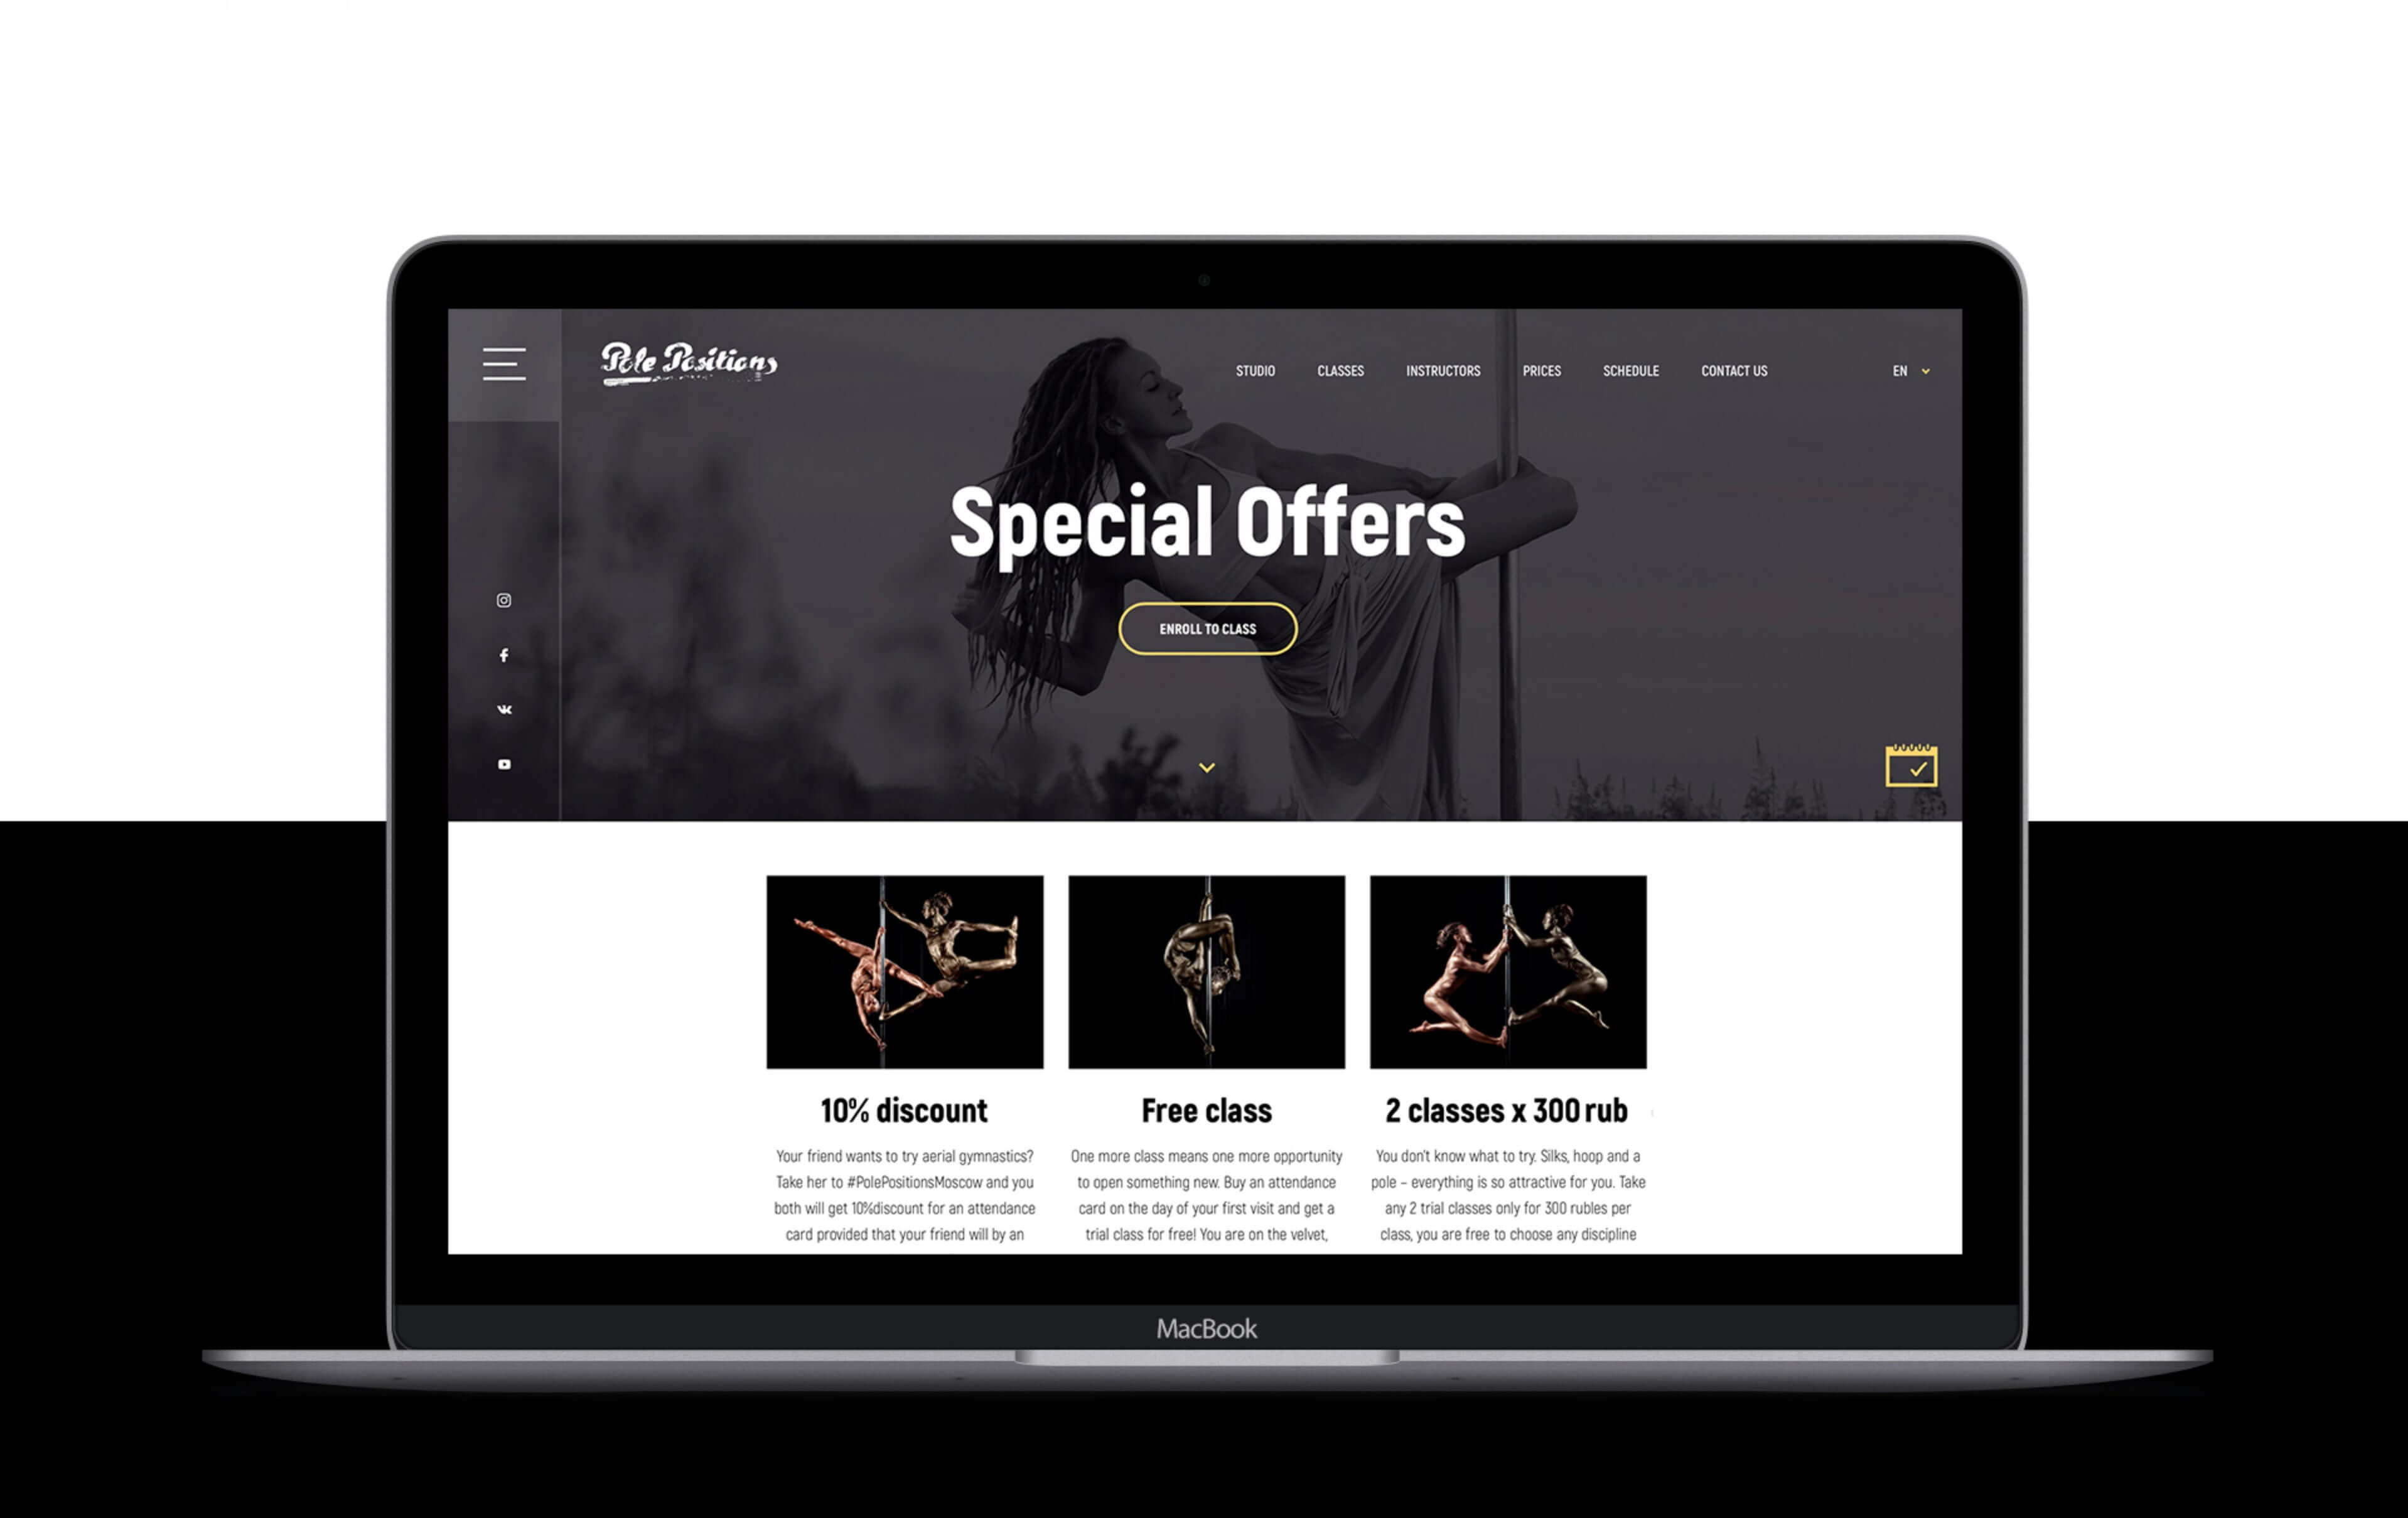 Pole Positions
STUDIO CLASSES INSTRUCTORS PRICES SCHEDULE CONTACT US EN
Special Offers
ENROLL TO CLASS
10% discount
Your friend wants to try aerial gymnastics?
Take her to #PolePositionsMoscow and you
both will get 10%discount for an attendance
card provided that your friend will by an
Free class
One more class means one more opportunity
to open something new. Buy an attendance
card on the day of your first visit and get a
trial class for free! You are on the velvet,
2 classes x 300 rub
You don't know what to try. Silks, hoop and a
pole – everything is so attractive for you. Take
any 2 trial classes only for 300 rubles per
class, you are free to choose any discipline
MacBook